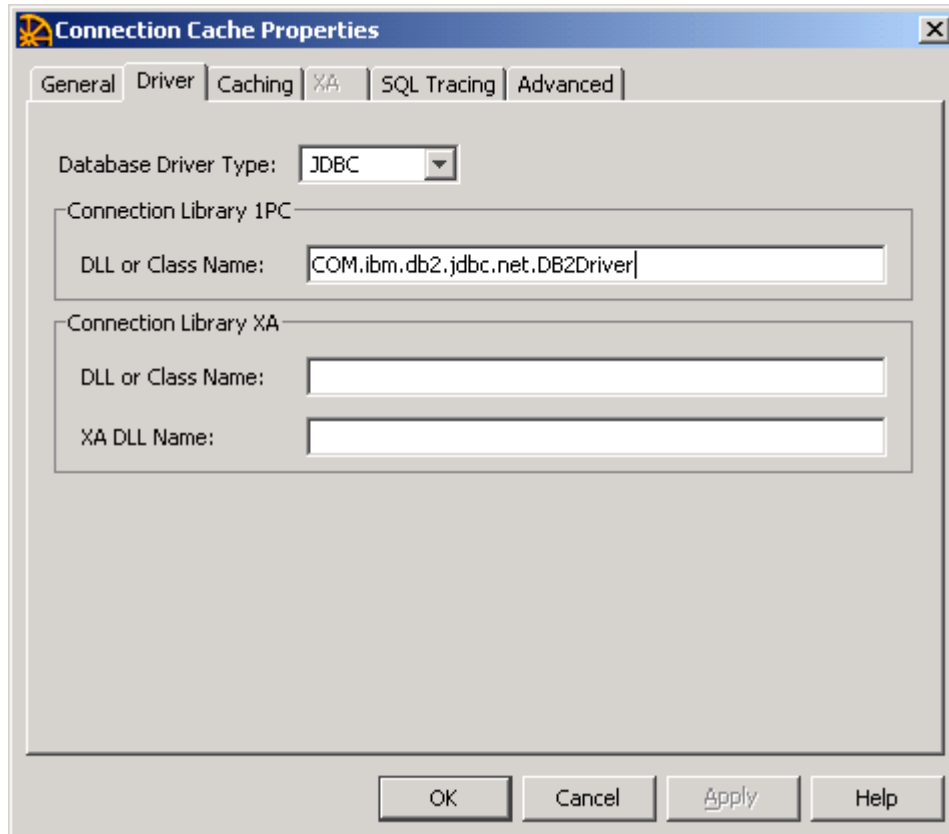 Connection Cache Properties
General Driver Caching XA SQL Tracing Advanced
Database Driver Type: JDBC
Connection Library 1PC
DLL or Class Name: COM.ibm.db2.jdbc.net.DB2Driver
Connection Library XA
DLL or Class Name:
XA DLL Name:
OK Cancel Apply Help